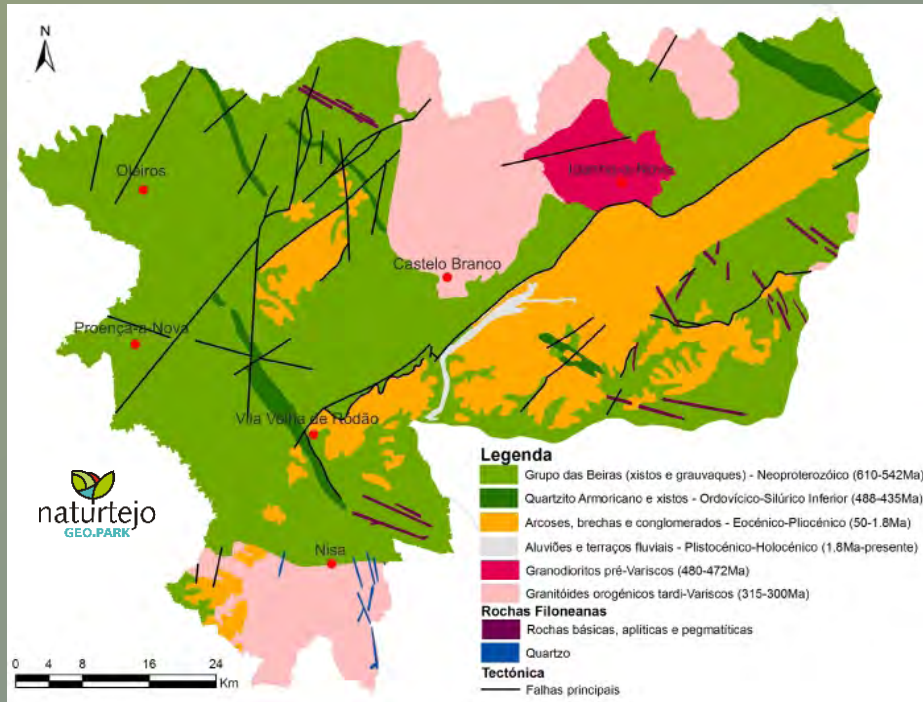 N
Oleiros
Idanha-a-Nova
Castelo Branco
Proença-a-Nova
Vila Velha de Ródão
naturtejo
GEO.PARK
Nisa
0 4 8 16 24
Km
Legenda
Grupo das Beiras (xistos e grauvaques) - Neoproterozóico (610-542Ma)
Quartzito Armoricano e xistos - Ordovícico-Silúrico Inferior (488-435Ma)
Arcoses, brechas e conglomerados - Eocénico-Pliocénico (50-1.8Ma)
Aluviões e terraços fluviais - Plistocénico-Holocénico (1.8Ma-presente)
Granodioritos pré-Variscos (480-472Ma)
Granitóides orogénicos tardi-Variscos (315-300Ma)
Rochas Filoneanas
Rochas básicas, aplíticas e pegmatíticas
Quartzo
Tectónica
Falhas principais